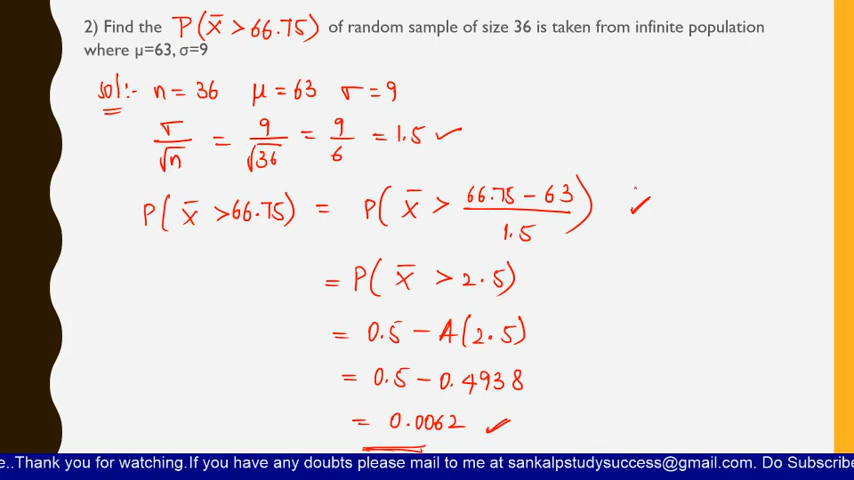 2) Find the P(x̄ > 66.75) of random sample of size 36 is taken from infinite population
where μ=63, σ=9
Sol:- n = 36 μ = 63 σ = 9
σ/√n = 9/√36 = 9/6 = 1.5 ✓
P(x̄ > 66.75) = P(x̄ > (66.75 - 63)/1.5) ✓
= P(x̄ > 2.5)
= 0.5 - A(2.5)
= 0.5 - 0.4938
= 0.0062 ✓
e..Thank you for watching.If you have any doubts please mail to me at sankalpstudysuccess@gmail.com. Do Subscribe